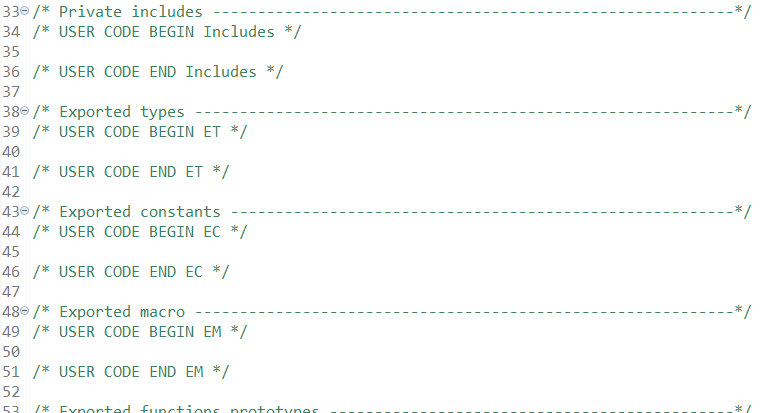 33 /* Private includes ----------------------------------------------------------*/
34 /* USER CODE BEGIN Includes */
35
36 /* USER CODE END Includes */
37
38 /* Exported types ------------------------------------------------------------*/
39 /* USER CODE BEGIN ET */
40
41 /* USER CODE END ET */
42
43 /* Exported constants --------------------------------------------------------*/
44 /* USER CODE BEGIN EC */
45
46 /* USER CODE END EC */
47
48 /* Exported macro ------------------------------------------------------------*/
49 /* USER CODE BEGIN EM */
50
51 /* USER CODE END EM */
52
53 /* Exported functions prototypes ---------------------------------------------*/